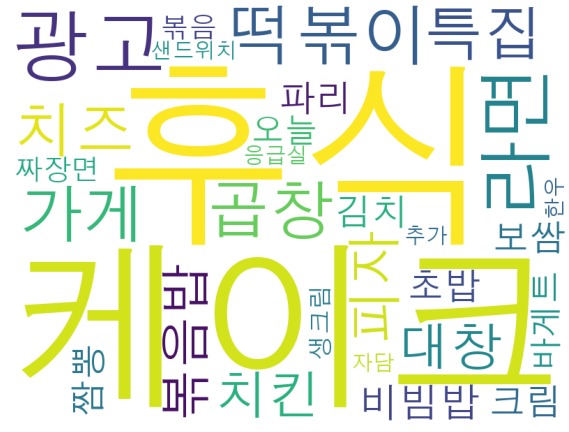 광고
볶음
샌드위치
떡볶이
특집
후식
파리
치즈
오늘
응급실
짜장면
라면
가게
곱창
김치
한우
추가
보쌈
케이크
볶음밥
피자
초밥
생크림
바게트
대창
짬뽕
자담
치킨
비빔밥
크림